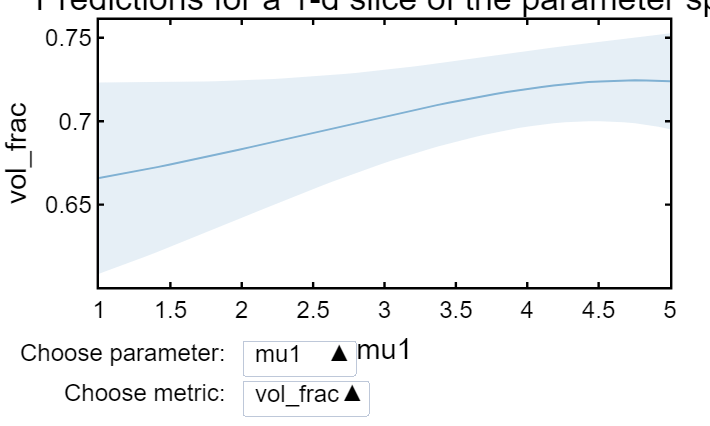 Predictions for a 1-d slice of the parameter sp
0.75
0.7
0.65
vol_frac
1 1.5 2 2.5 3 3.5 4 4.5 5
mu1
Choose parameter: mu1 ▲
Choose metric: vol_frac ▲